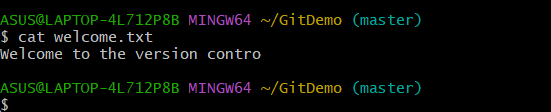 ASUS@LAPTOP-4L712P8B MINGW64 ~/GitDemo (master)
$ cat welcome.txt
Welcome to the version contro
ASUS@LAPTOP-4L712P8B MINGW64 ~/GitDemo (master)
$